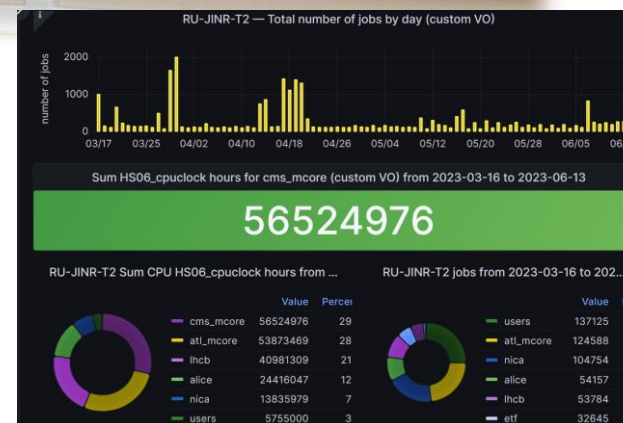 RU-JINR-T2 — Total number of jobs by day (custom VO)
number of jobs
2000
1000
0
03/17 03/25 04/02 04/10 04/18 04/26 05/04 05/12 05/20 05/28 06/05 06
Sum HS06_cpuclock hours for cms_mcore (custom VO) from 2023-03-16 to 2023-06-13
56524976
RU-JINR-T2 Sum CPU HS06_cpuclock hours from ...
Value Percer
cms_mcore 56524976 29
atl_mcore 53873469 28
lhcb 40981309 21
alice 24416047 12
nica 13835979 7
users 5755000 3
RU-JINR-T2 jobs from 2023-03-16 to 202...
Value
users 137125
atl_mcore 124588
nica 104754
alice 54157
lhcb 53784
etf 32645